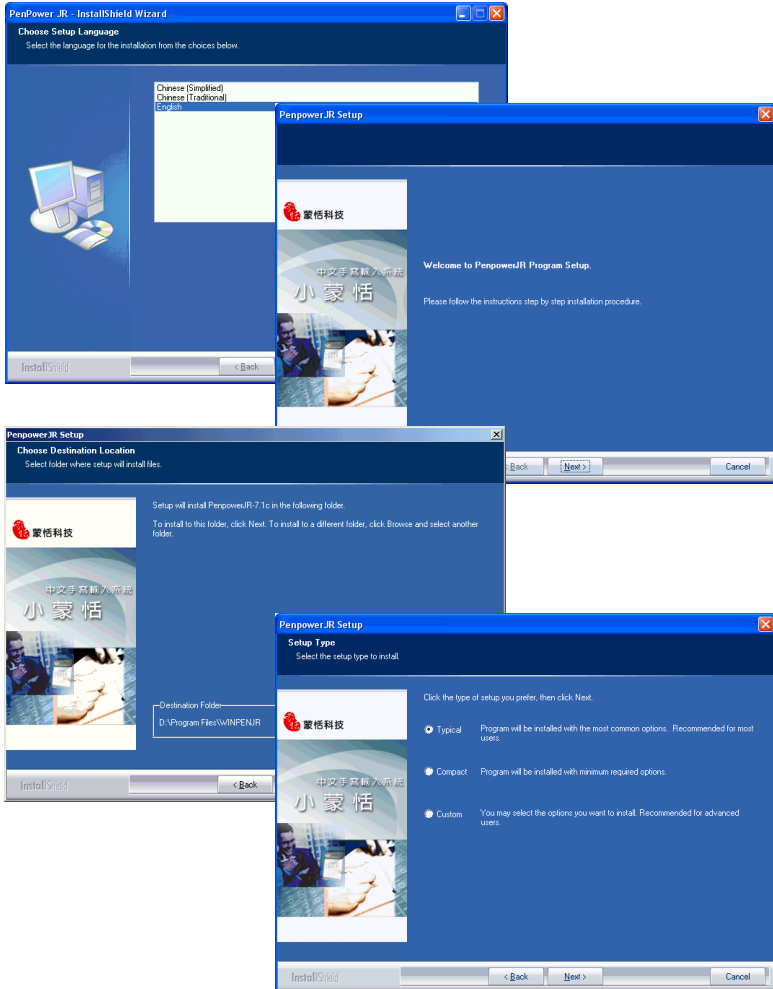 PenPower JR - InstallShield Wizard
Choose Setup Language
Select the language for the installation from the choices below.
Chinese (Simplified)
Chinese (Traditional)
English
InstallShield
< Back
PenpowerJR Setup
蒙恬科技
中文手寫輸入系統
小蒙恬
Welcome to PenpowerJR Program Setup.
Please follow the instructions step by step installation procedure.
Back
Next >
Cancel
PenpowerJR Setup
Choose Destination Location
Select folder where setup will install files.
蒙恬科技
中文手寫輸入系統
小蒙恬
Setup will install PenpowerJR-7.1c in the following folder.
To install to this folder, click Next. To install to a different folder, click Browse and select another
folder.
Destination Folder
D:\Program Files\WINPENJR
InstallShield
< Back
PenpowerJR Setup
Setup Type
Select the setup type to install.
蒙恬科技
中文手寫輸入系統
小蒙恬
Click the type of setup you prefer, then click Next.
Typical Program will be installed with the most common options. Recommended for most
users.
Compact Program will be installed with minimum required options.
Custom You may select the options you want to install. Recommended for advanced
users.
InstallShield
< Back
Next >
Cancel